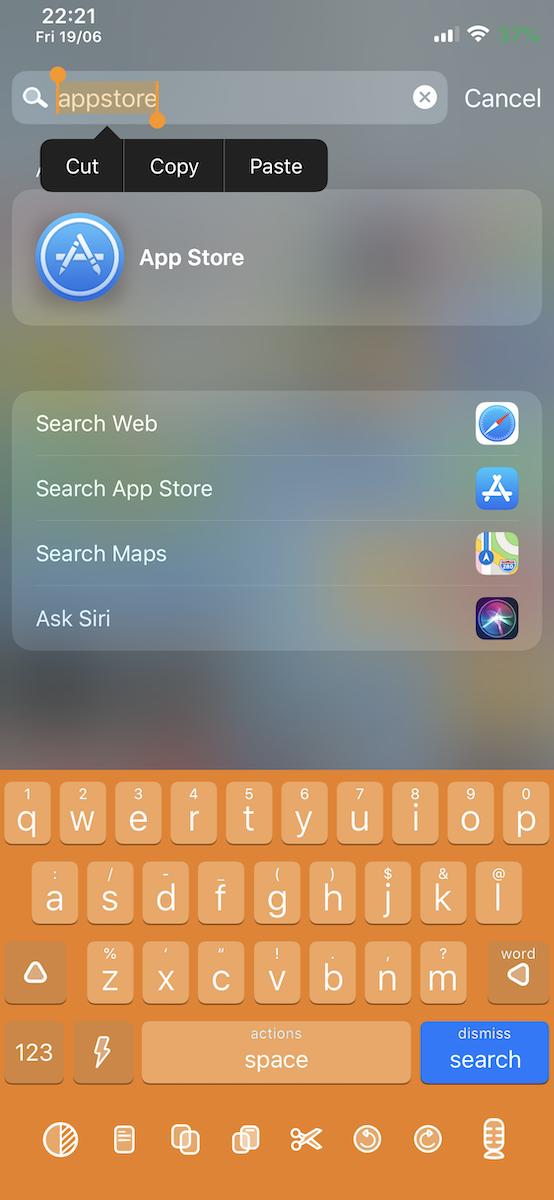 22:21
Fri 19/06
37%
appstore
Cancel
Cut Copy Paste
App Store
Search Web
Search App Store
Search Maps
280
Ask Siri
1 2 3 4 5 6 7 8 9 0
q w e r t y u i o p
: / - _ ( ) $ & @
a s d f g h j k l
% ‘ “ ! . , ? word
z x c v b n m
actions dismiss
123 space search